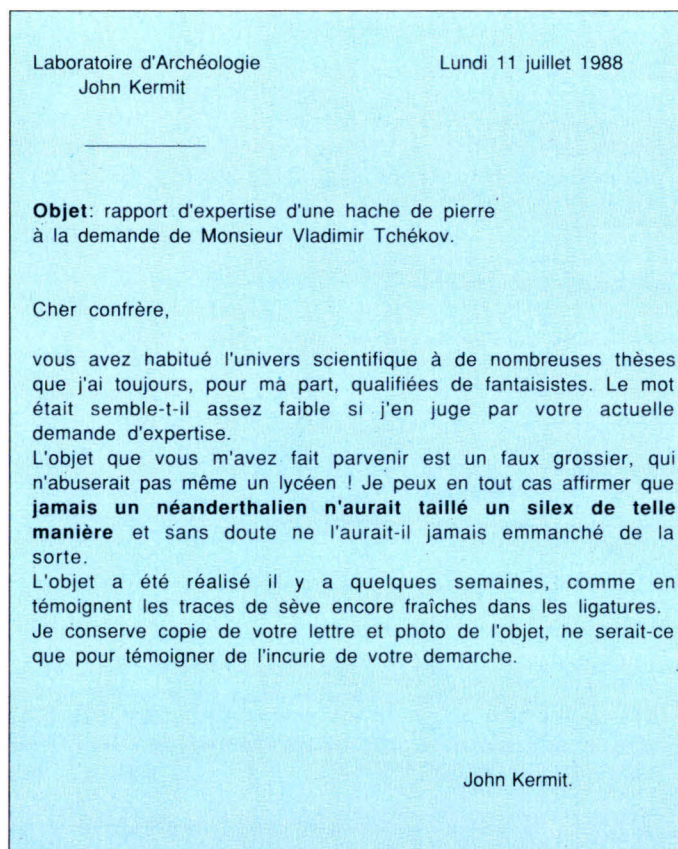 Laboratoire d'Archéologie Lundi 11 juillet 1988
John Kermit
Objet: rapport d'expertise d'une hache de pierre
à la demande de Monsieur Vladimir Tchékov.
Cher confrère,
vous avez habitué l'univers scientifique à de nombreuses thèses
que j'ai toujours, pour ma part, qualifiées de fantaisistes. Le mot
était semble-t-il assez faible si j'en juge par votre actuelle
demande d'expertise.
L'objet que vous m'avez fait parvenir est un faux grossier, qui
n'abuserait pas même un lycéen ! Je peux en tout cas affirmer que
jamais un néanderthalien n'aurait taillé un silex de telle
manière et sans doute ne l'aurait-il jamais emmanché de la
sorte.
L'objet a été réalisé il y a quelques semaines, comme en
témoignent les traces de sève encore fraîches dans les ligatures.
Je conserve copie de votre lettre et photo de l'objet, ne serait-ce
que pour témoigner de l'incurie de votre demarche.
John Kermit.